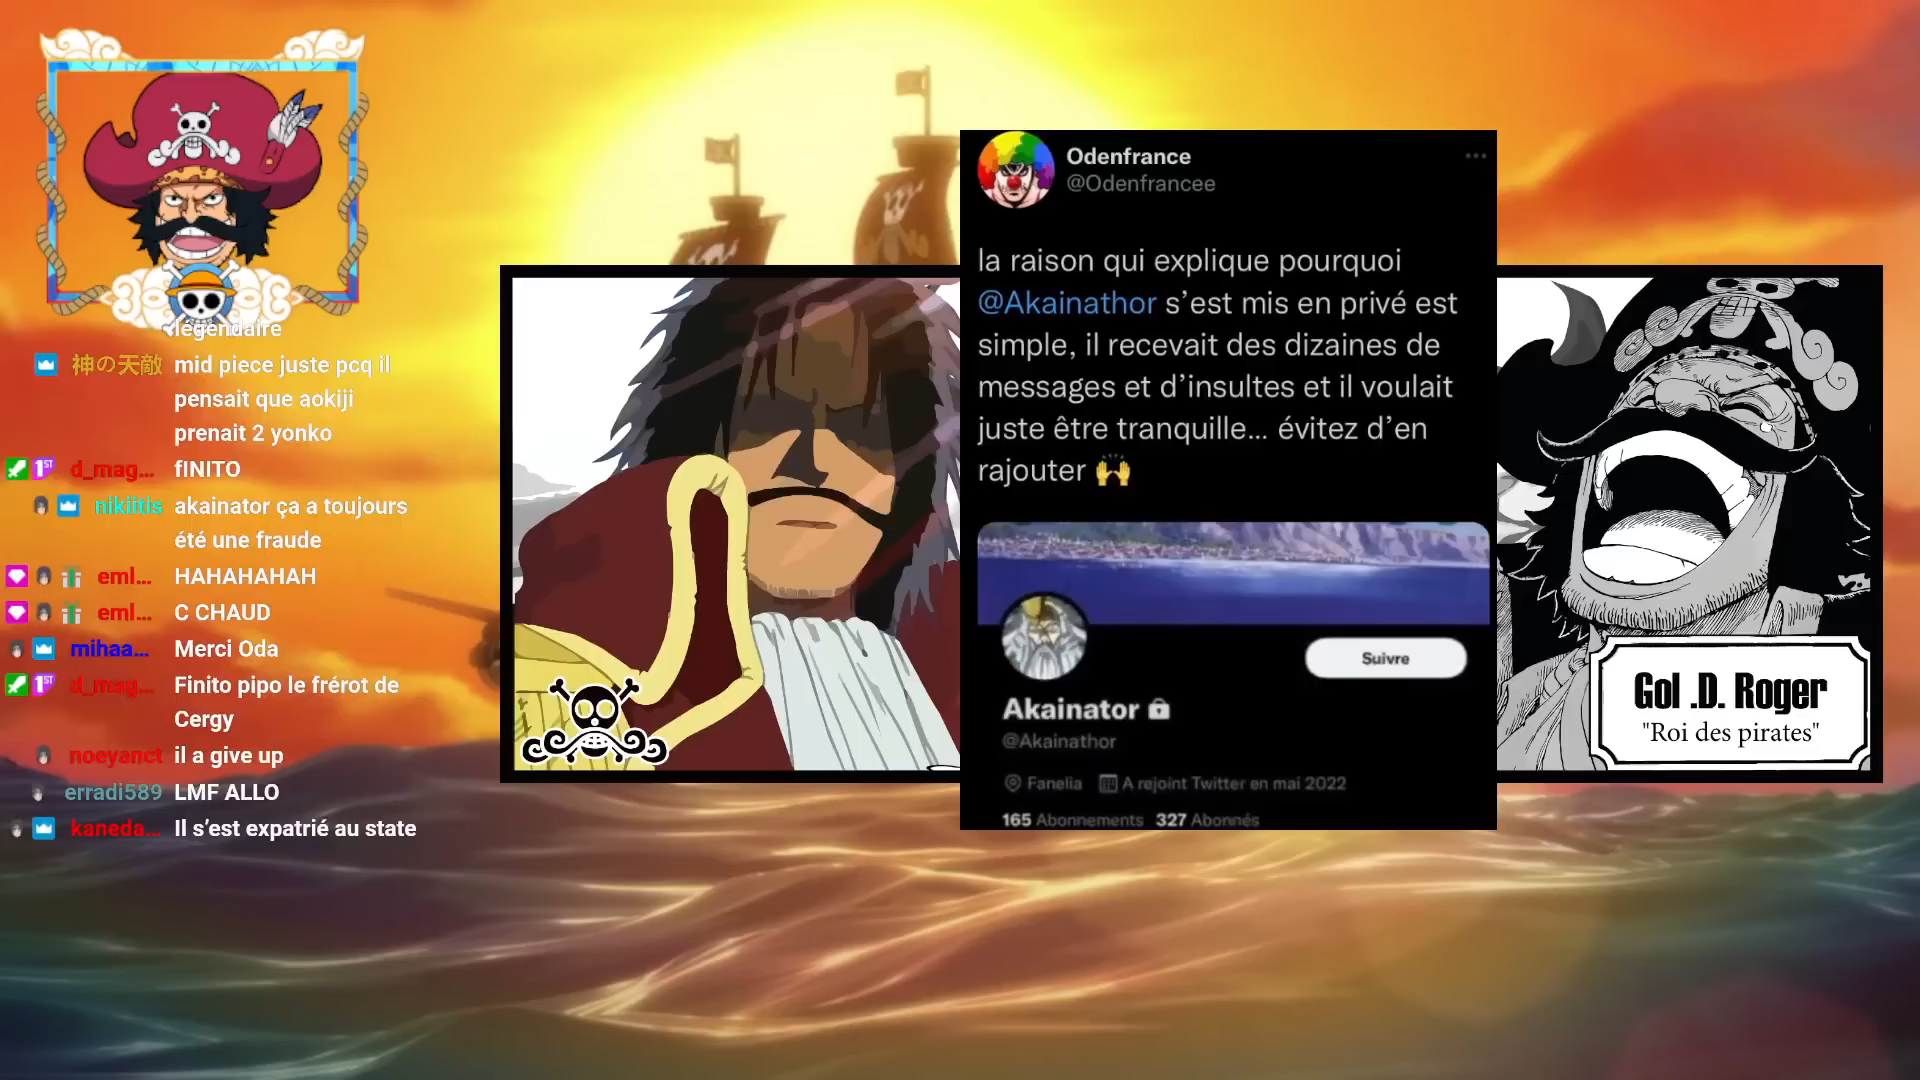 légendaire
神の天敵 mid piece juste pcq il
pensait que aokiji
prenait 2 yonko
1ST d_mag... fINITO
nikiitis akainator ça a toujours
été une fraude
eml... HAHAHAHAH
eml... C CHAUD
mihaa... Merci Oda
1ST d_mag... Finito pipo le frérot de
Cergy
noeyanct il a give up
erradi589 LMF ALLO
kaneda... Il s’est expatrié au state
Odenfrance
@Odenfrancee
la raison qui explique pourquoi
@Akainathor s’est mis en privé est
simple, il recevait des dizaines de
messages et d’insultes et il voulait
juste être tranquille... évitez d’en
rajouter 🙌
Suivre
Akainator 🔒
@Akainathor
Fanelia A rejoint Twitter en mai 2022
165 Abonnements 327 Abonnés
Gol .D. Roger
"Roi des pirates"